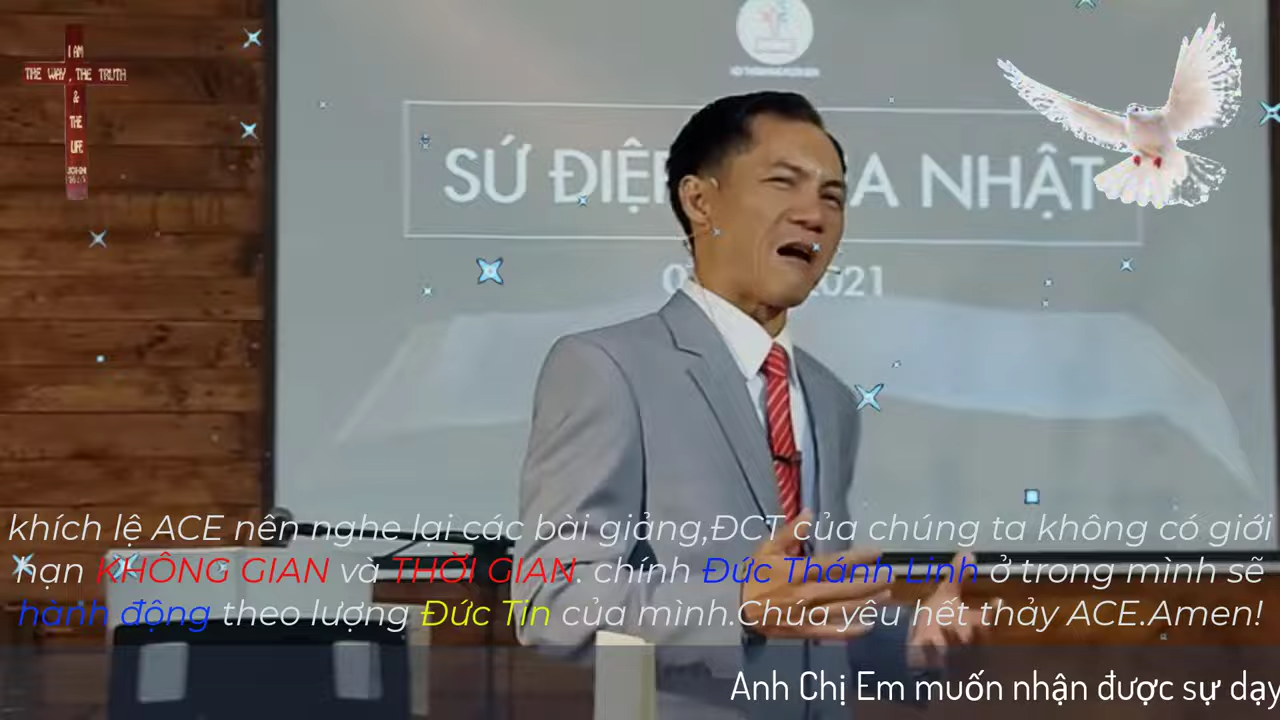 I AM
THE WAY, THE TRUTH
&
THE
LIFE
SỨ ĐIỆP A NHẬT
2021
khích lệ ACE nên nghe lại các bài giảng,ĐCT của chúng ta không có giới
hạn KHÔNG GIAN và THỜI GIAN. chính Đức Thánh Linh ở trong mình sẽ
hành động theo lượng Đức Tin của mình.Chúa yêu hết thảy ACE.Amen!
Anh Chị Em muốn nhận được sự dạy